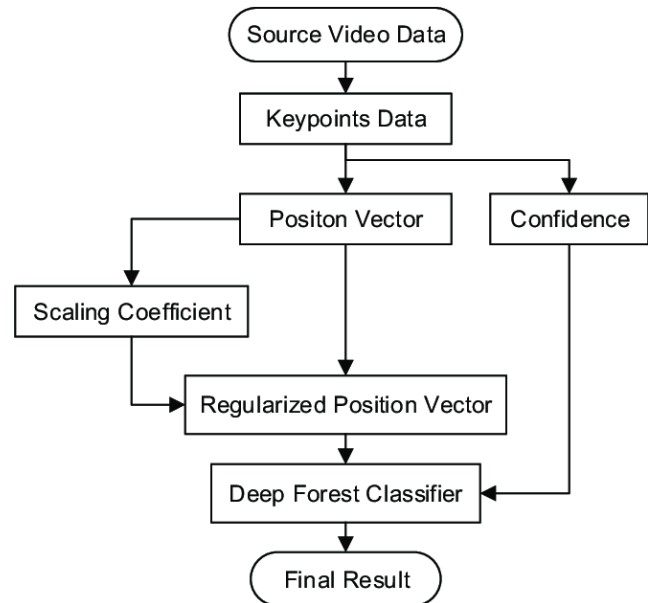 Source Video Data
Keypoints Data
Positon Vector
Confidence
Scaling Coefficient
Regularized Position Vector
Deep Forest Classifier
Final Result